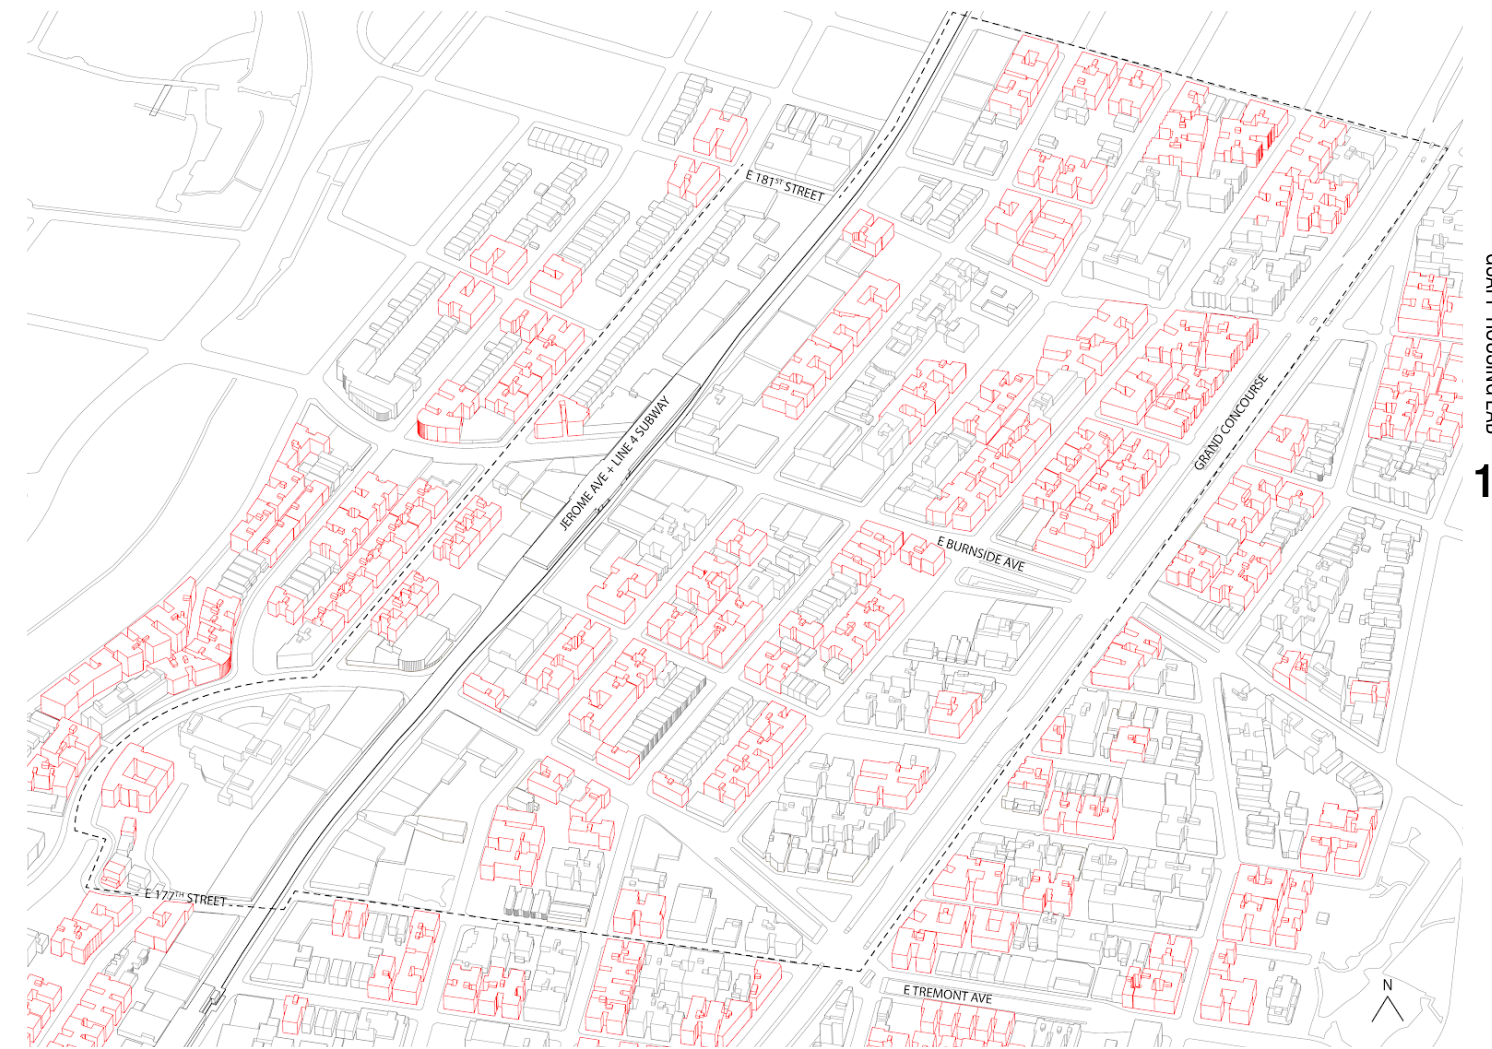 E 181ST STREET
JEROME AVE + LINE 4 SUBWAY
GRAND CONCOURSE
E BURNSIDE AVE
E 177TH STREET
E TREMONT AVE
N
1